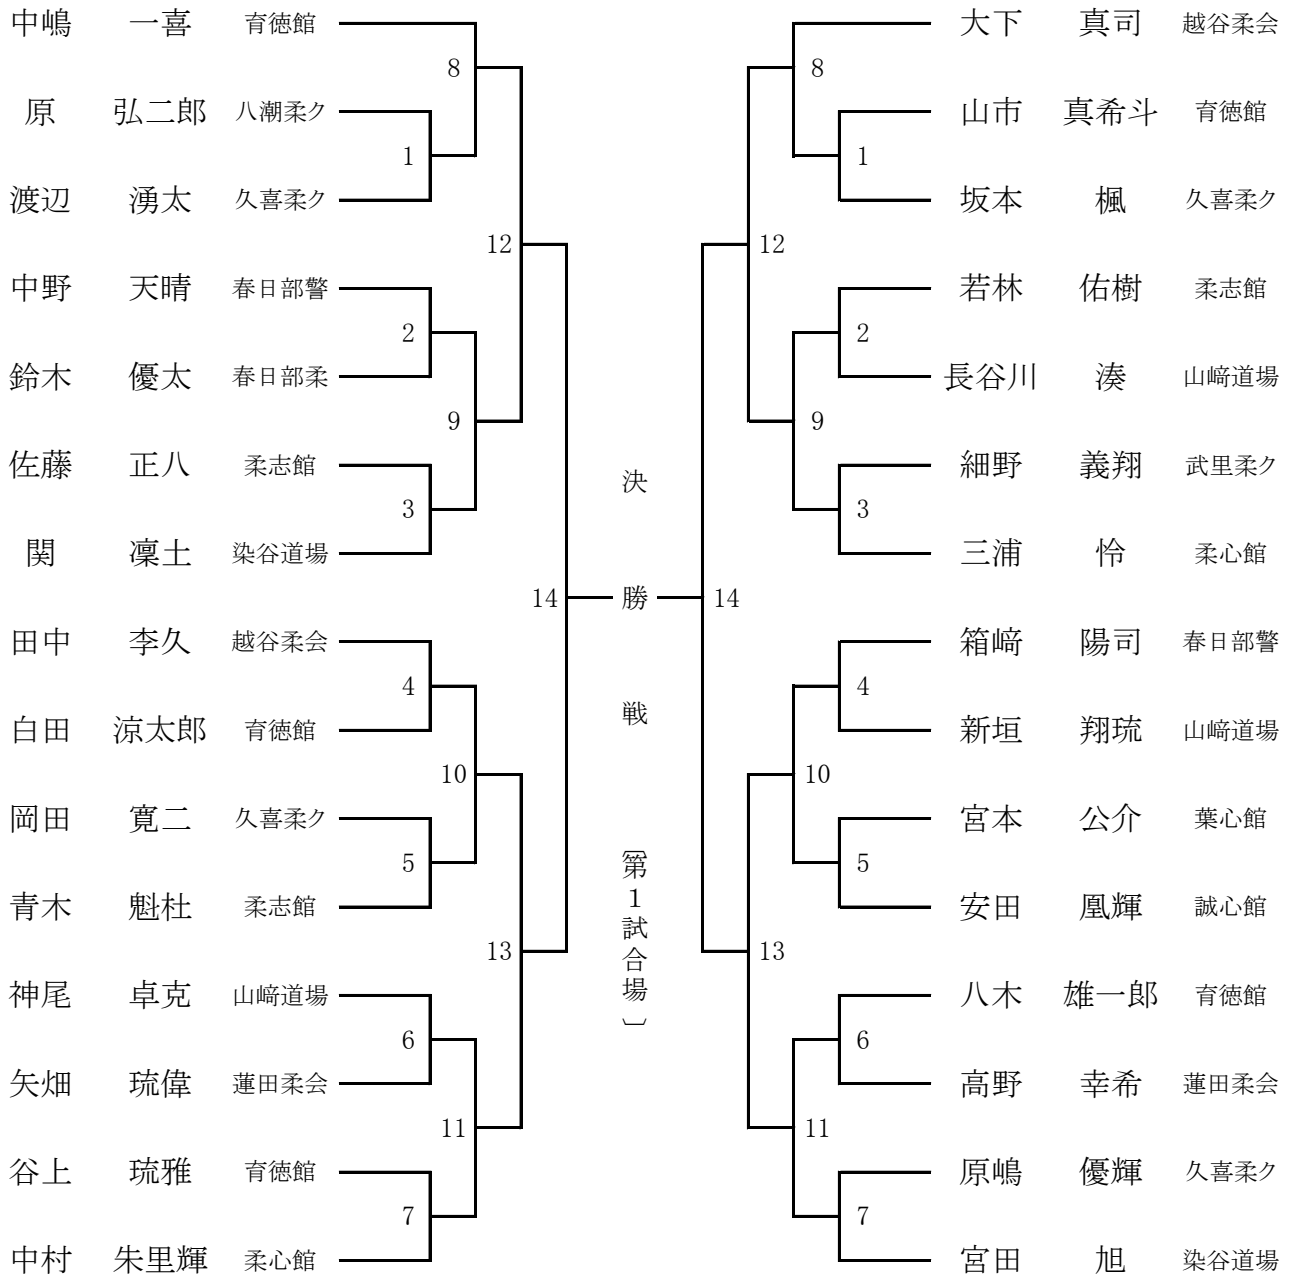 中嶋 一喜 育徳館
8
原 弘二郎 八潮柔ク
1
渡辺 湧太 久喜柔ク
12
中野 天晴 春日部警
2
鈴木 優太 春日部柔
9
佐藤 正八 柔志館
3
関 凜土 染谷道場
14
田中 李久 越谷柔会
4
白田 涼太郎 育徳館
10
岡田 寛二 久喜柔ク
5
青木 魁杜 柔志館
13
神尾 卓克 山﨑道場
6
矢畑 琉偉 蓮田柔会
11
谷上 琉雅 育徳館
7
中村 朱里輝 柔心館
決勝戦
〔第1試合場〕
大下 真司 越谷柔会
8
山市 真希斗 育徳館
1
坂本 楓 久喜柔ク
12
若林 佑樹 柔志館
2
長谷川 湊 山﨑道場
9
細野 義翔 武里柔ク
3
三浦 怜 柔心館
14
箱﨑 陽司 春日部警
4
新垣 翔琉 山﨑道場
10
宮本 公介 葉心館
5
安田 凰輝 誠心館
13
八木 雄一郎 育徳館
6
高野 幸希 蓮田柔会
11
原嶋 優輝 久喜柔ク
7
宮田 旭 染谷道場